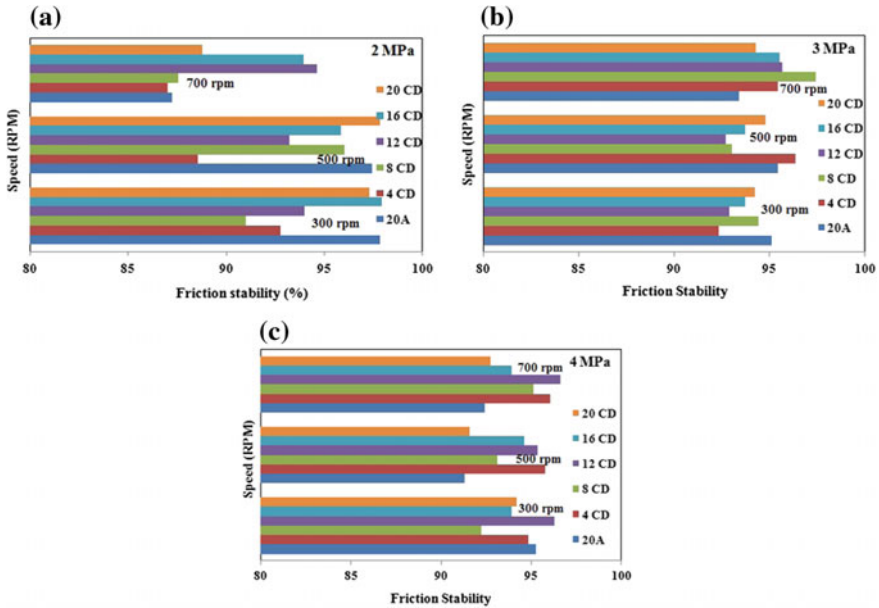 (a)
2 MPa
700 rpm
500 rpm
300 rpm
20 CD
16 CD
12 CD
8 CD
4 CD
20A
Speed (RPM)
80 85 90 95 100
Friction stability (%)
(b)
3 MPa
700 rpm
500 rpm
300 rpm
20 CD
16 CD
12 CD
8 CD
4 CD
20A
Speed (RPM)
80 85 90 95 100
Friction Stability
(c)
4 MPa
700 rpm
500 rpm
300 rpm
20 CD
16 CD
12 CD
8 CD
4 CD
20A
Speed (RPM)
80 85 90 95 100
Friction Stability